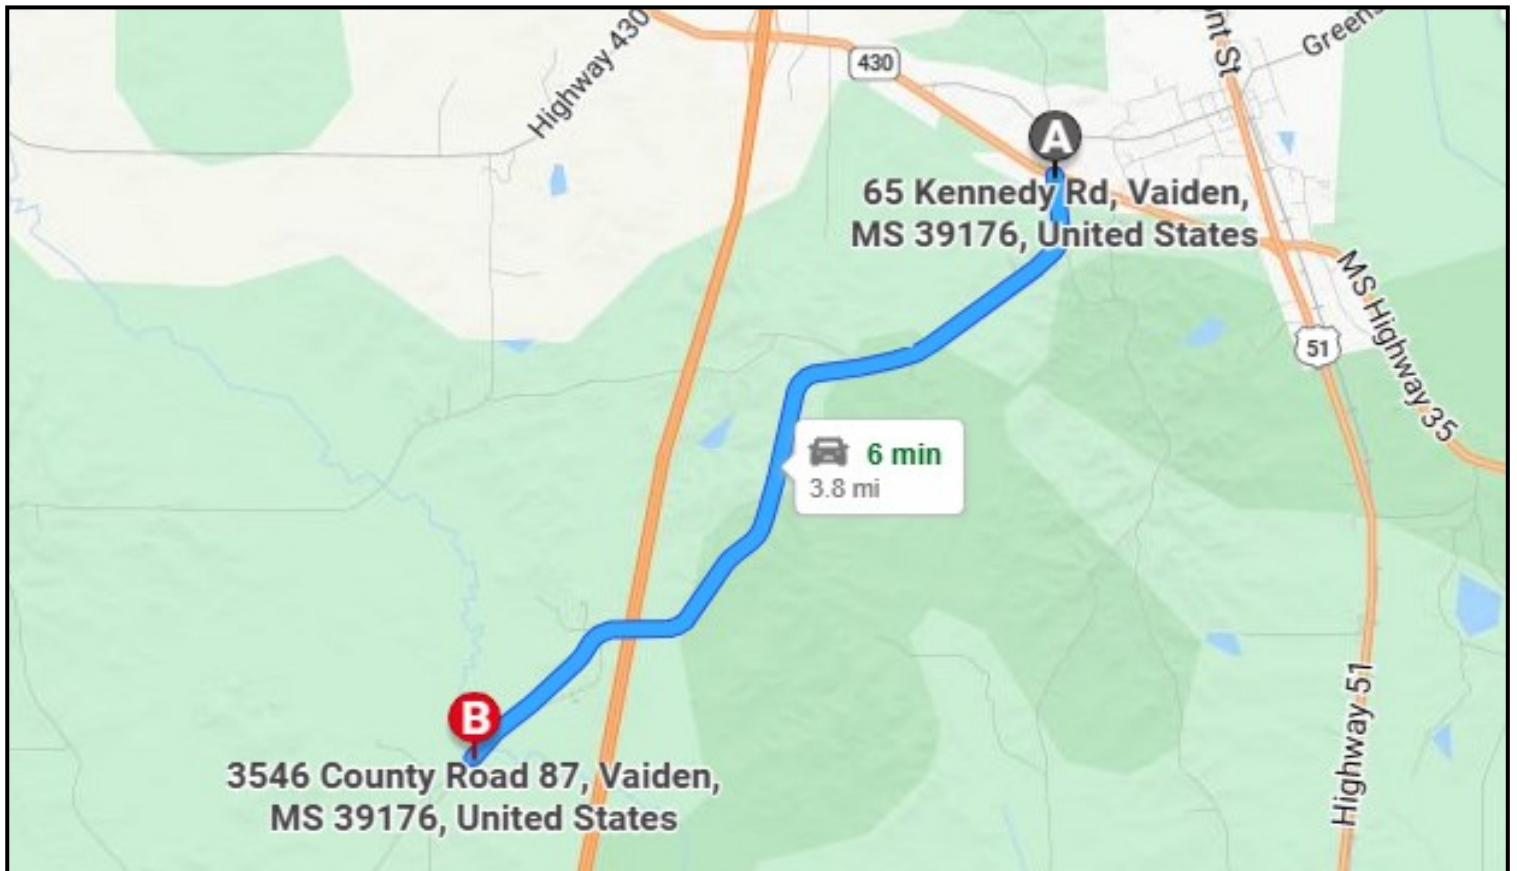 Highway 430
430
nt St
Greens
A
65 Kennedy Rd, Vaiden,
MS 39176, United States
MS Highway 35
51
6 min
3.8 mi
B
3546 County Road 87, Vaiden,
MS 39176, United States
Highway 51